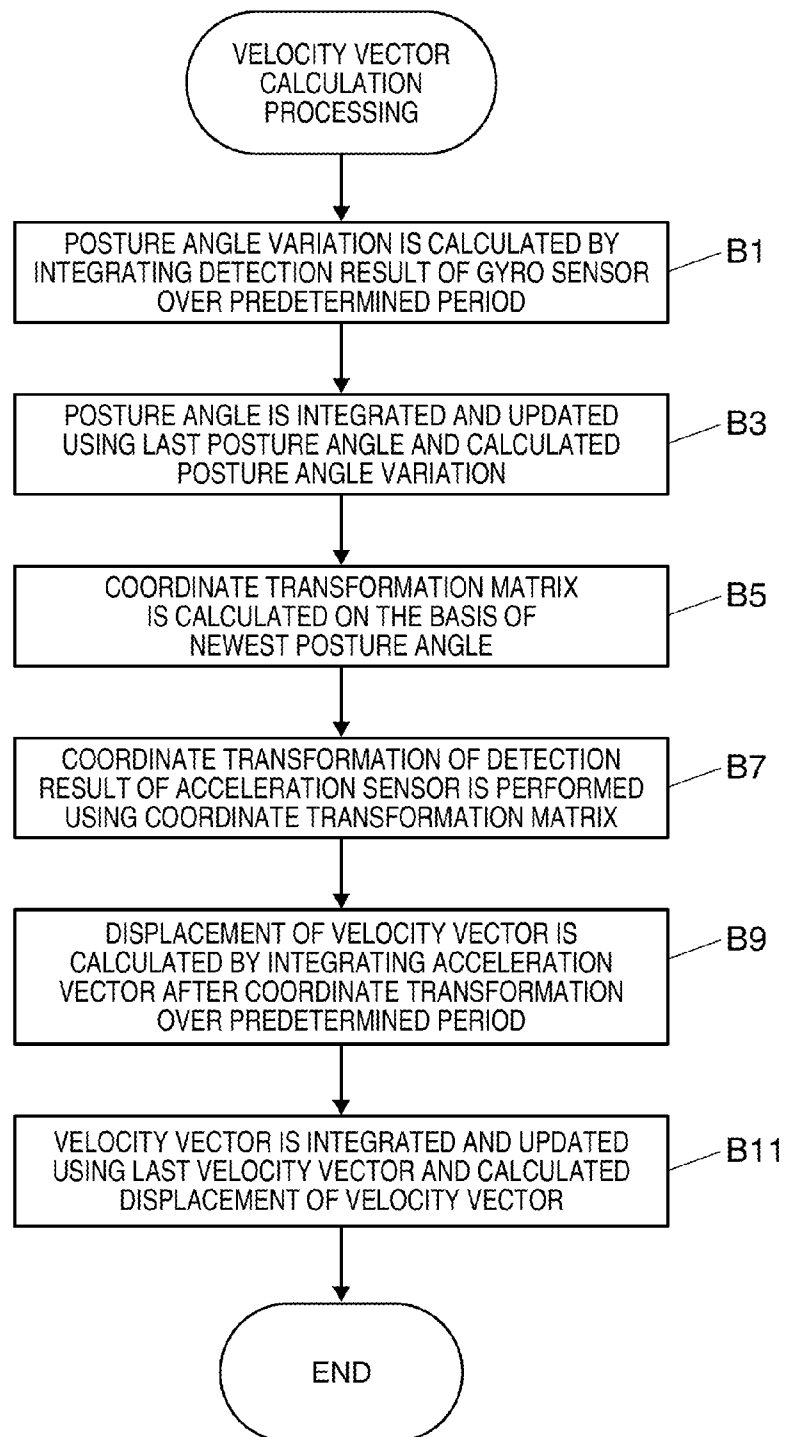 VELOCITY VECTOR
CALCULATION
PROCESSING
POSTURE ANGLE VARIATION IS CALCULATED BY
INTEGRATING DETECTION RESULT OF GYRO SENSOR
OVER PREDETERMINED PERIOD
B1
POSTURE ANGLE IS INTEGRATED AND UPDATED
USING LAST POSTURE ANGLE AND CALCULATED
POSTURE ANGLE VARIATION
B3
COORDINATE TRANSFORMATION MATRIX
IS CALCULATED ON THE BASIS OF
NEWEST POSTURE ANGLE
B5
COORDINATE TRANSFORMATION OF DETECTION
RESULT OF ACCELERATION SENSOR IS PERFORMED
USING COORDINATE TRANSFORMATION MATRIX
B7
DISPLACEMENT OF VELOCITY VECTOR IS
CALCULATED BY INTEGRATING ACCELERATION
VECTOR AFTER COORDINATE TRANSFORMATION
OVER PREDETERMINED PERIOD
B9
VELOCITY VECTOR IS INTEGRATED AND UPDATED
USING LAST VELOCITY VECTOR AND CALCULATED
DISPLACEMENT OF VELOCITY VECTOR
B11
END